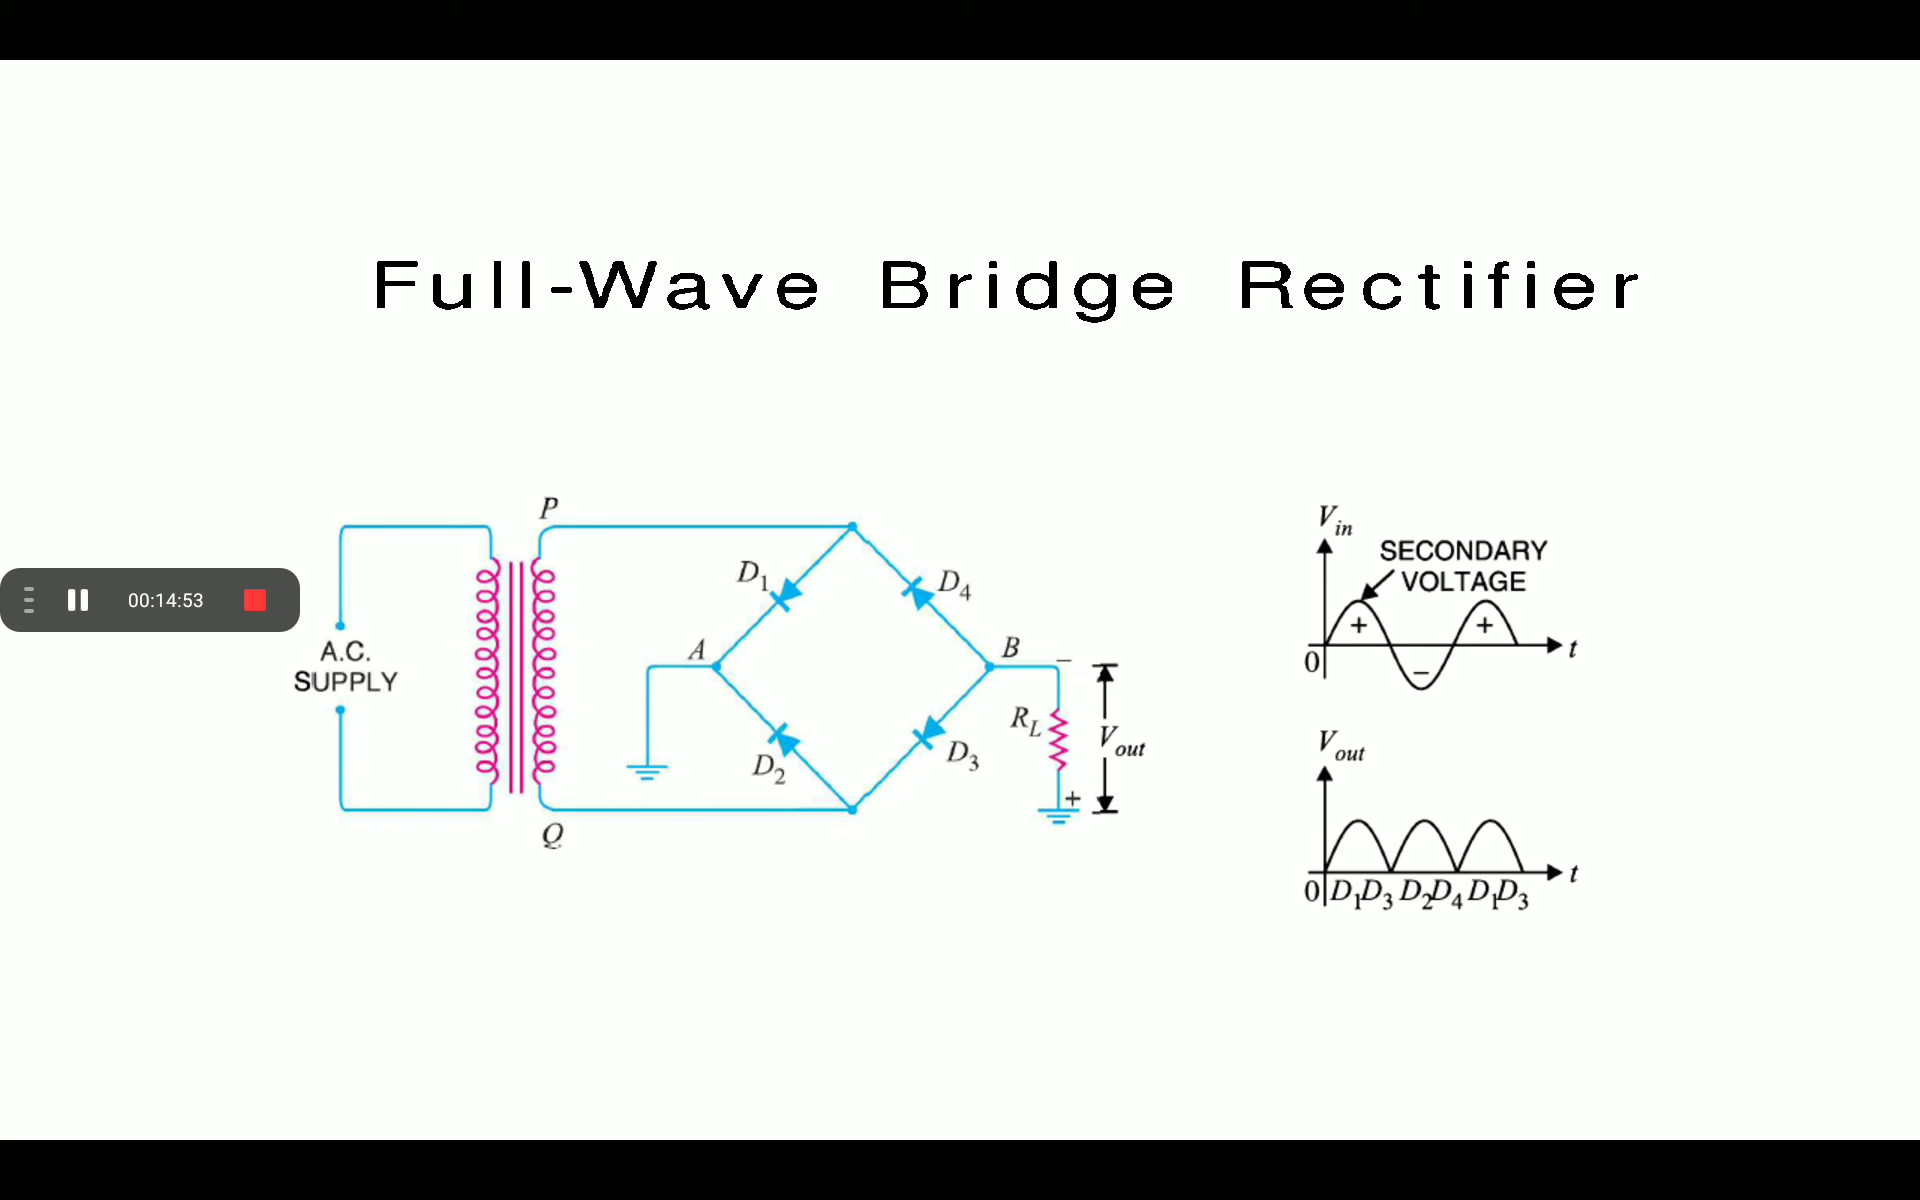 Full-Wave Bridge Rectifier
00:14:53
A.C.
SUPPLY
P
Q
D1
D4
A
B
D2
D3
RL
−
+
Vout
Vin
SECONDARY
VOLTAGE
+
+
−
0
t
Vout
0
t
D1D3 D2D4 D1D3